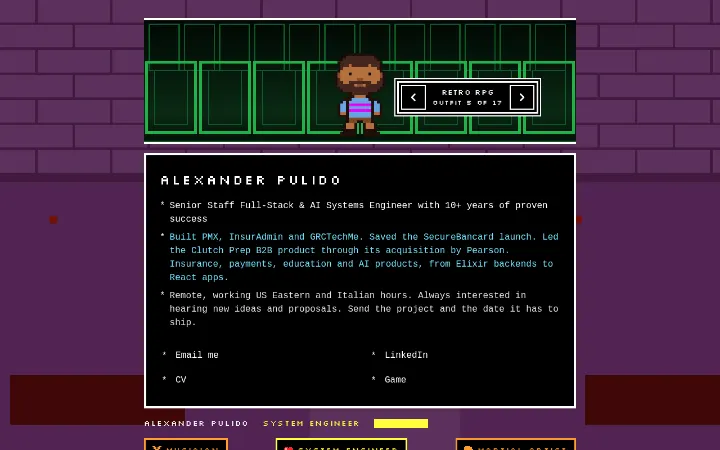 RETRO RPG
OUTFIT 5 OF 17
ALEXANDER PULIDO
* Senior Staff Full-Stack & AI Systems Engineer with 10+ years of proven
success
* Built PMX, InsurAdmin and GRCTechMe. Saved the SecureBancard launch. Led
the Clutch Prep B2B product through its acquisition by Pearson.
Insurance, payments, education and AI products, from Elixir backends to
React apps.
* Remote, working US Eastern and Italian hours. Always interested in
hearing new ideas and proposals. Send the project and the date it has to
ship.
* Email me
* LinkedIn
* CV
* Game
ALEXANDER PULIDO SYSTEM ENGINEER
MUSICIAN SYSTEM ENGINEER MARTIAL ARTIST